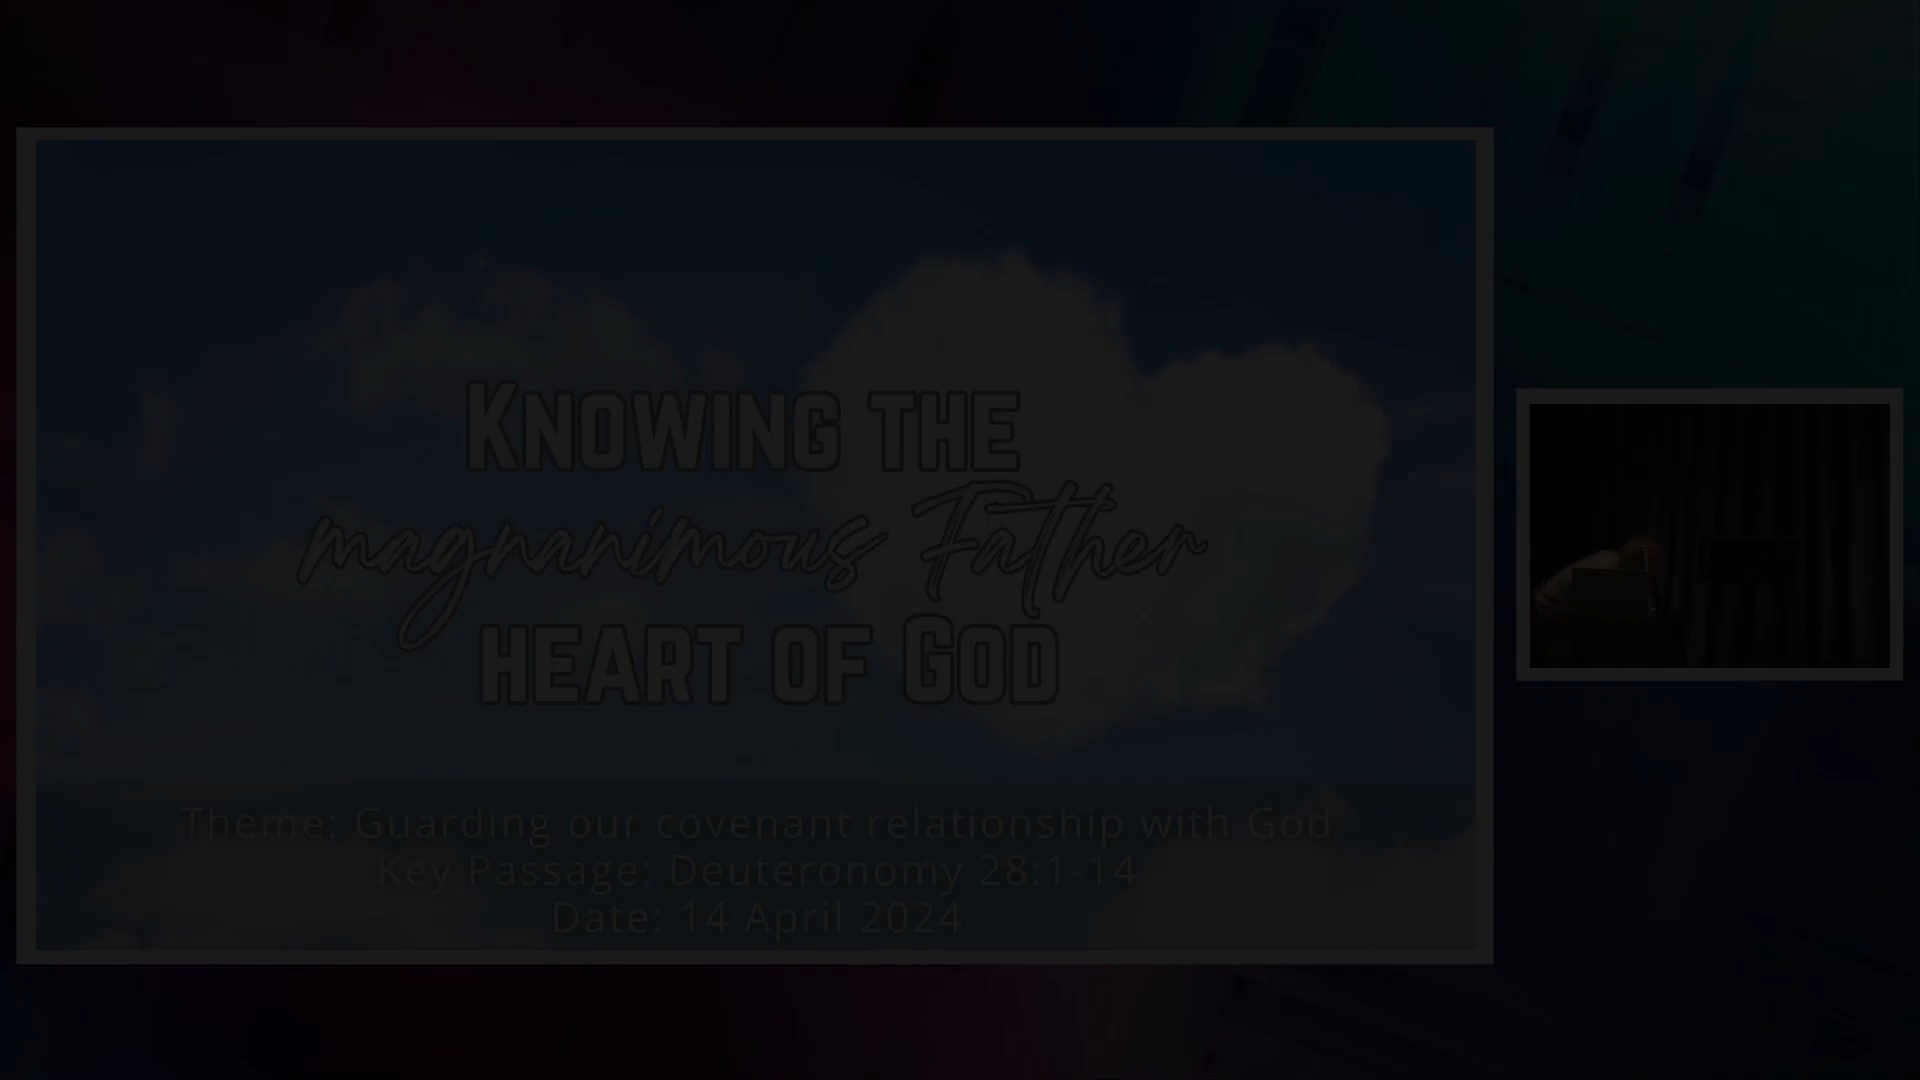 Knowing the
magnanimous Father
heart of God
Theme: Guarding our covenant relationship with God
Key Passage: Deuteronomy 28:1-14
Date: 14 April 2024